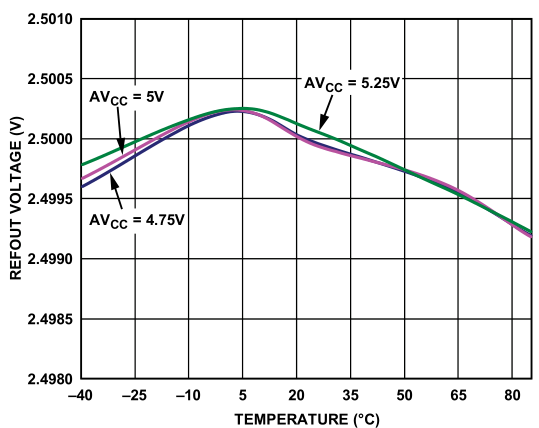 2.5010
2.5005
2.5000
2.4995
2.4990
2.4985
2.4980
REFOUT VOLTAGE (V)
AVCC = 5V
AVCC = 5.25V
AVCC = 4.75V
–40 –25 –10 5 20 35 50 65 80
TEMPERATURE (°C)